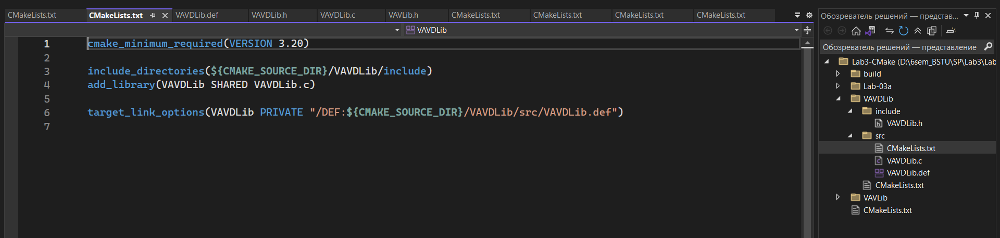 CMakeLists.txt CMakeLists.txt VAVDLib.def VAVDLib.h VAVDLib.c VAVLib.h CMakeLists.txt CMakeLists.txt CMakeLists.txt CMakeLists.txt
VAVDLib
1 cmake_minimum_required(VERSION 3.20)
2
3 include_directories(${CMAKE_SOURCE_DIR}/VAVDLib/include)
4 add_library(VAVDLib SHARED VAVDLib.c)
5
6 target_link_options(VAVDLib PRIVATE "/DEF:${CMAKE_SOURCE_DIR}/VAVDLib/src/VAVDLib.def")
7
Обозреватель решений — представ...
Обозреватель решений — представление
Lab3-CMake (D:\6sem_BSTU\SP\Lab3\Lab
build
Lab-03a
VAVDLib
include
VAVDLib.h
src
CMakeLists.txt
VAVDLib.c
VAVDLib.def
CMakeLists.txt
VAVLib
CMakeLists.txt